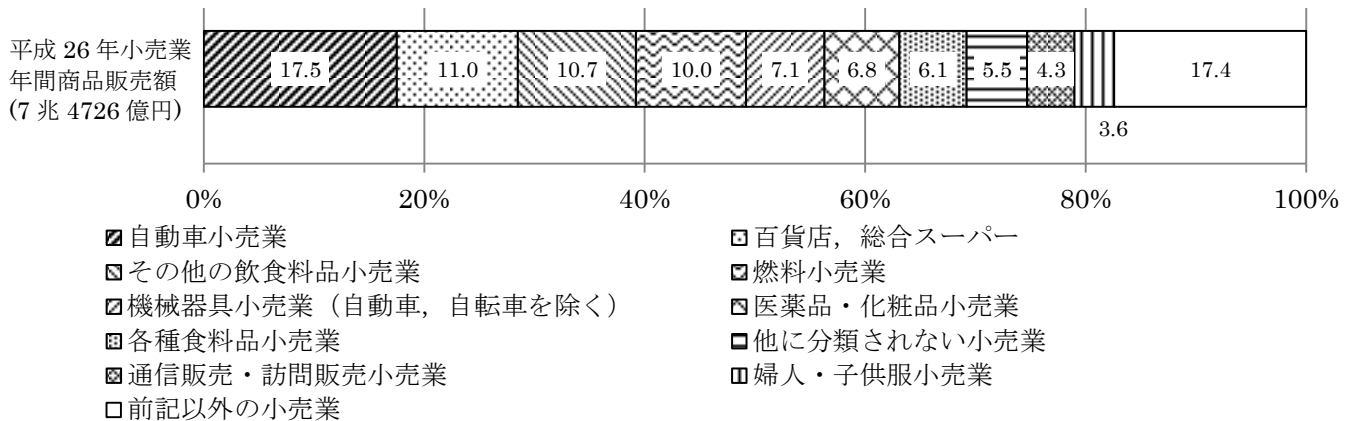 平成 26 年小売業
年間商品販売額
(7 兆 4726 億円)
17.5 11.0 10.7 10.0 7.1 6.8 6.1 5.5 4.3 17.4
3.6
0% 20% 40% 60% 80% 100%
自動車小売業 百貨店，総合スーパー
その他の飲食料品小売業 燃料小売業
機械器具小売業（自動車，自転車を除く） 医薬品・化粧品小売業
各種食料品小売業 他に分類されない小売業
通信販売・訪問販売小売業 婦人・子供服小売業
前記以外の小売業